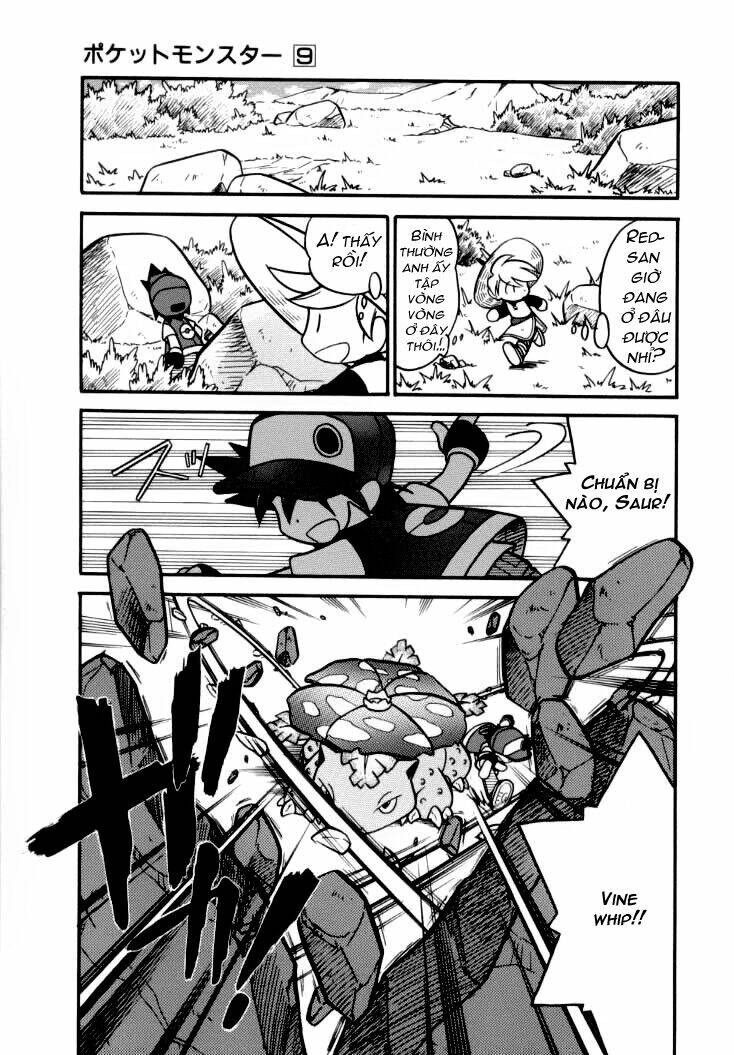 ポケットモンスター 9
RED-
SAN
GIỜ
ĐANG
Ở ĐÂU
ĐƯỢC
NHỈ?
BÌNH
THƯỜNG
ANH ẤY
TẬP
VÒNG
VÒNG
Ở ĐÂY
THÔI...
A! THẤY
RỒI!
CHUẨN BỊ
NÀO, SAUR!
VINE
WHIP!!